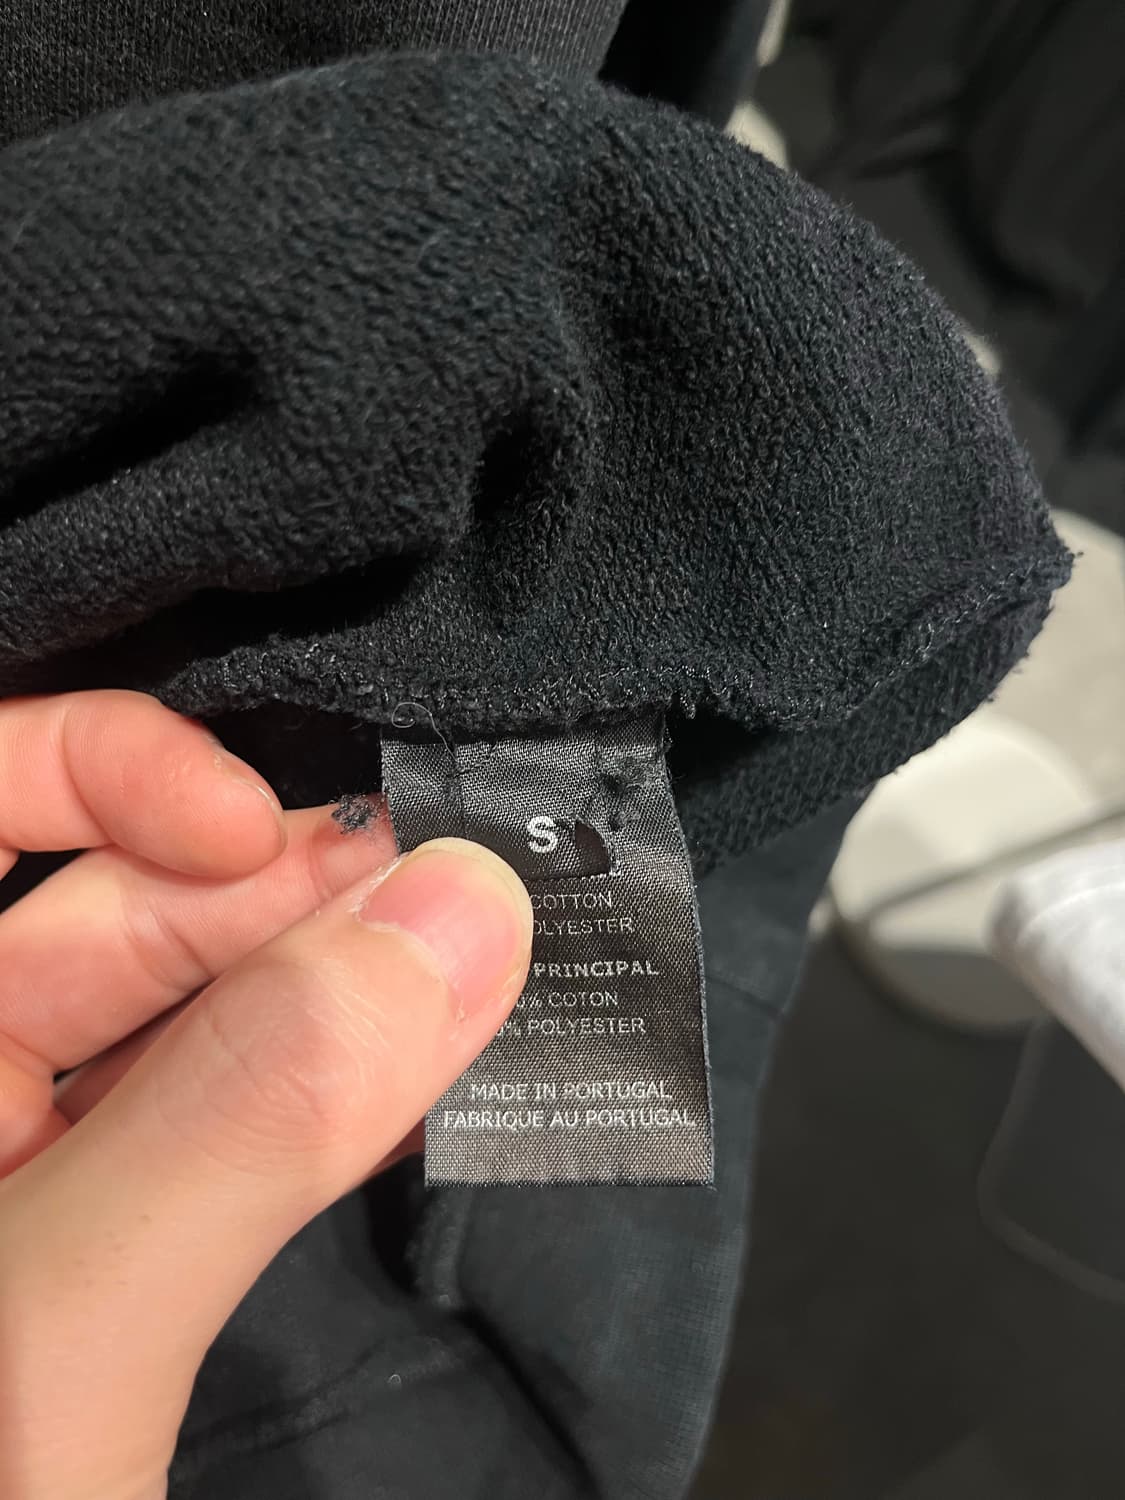 S
COTTON
POLYESTER
PRINCIPAL
% COTON
% POLYESTER
MADE IN PORTUGAL
FABRIQUE AU PORTUGAL